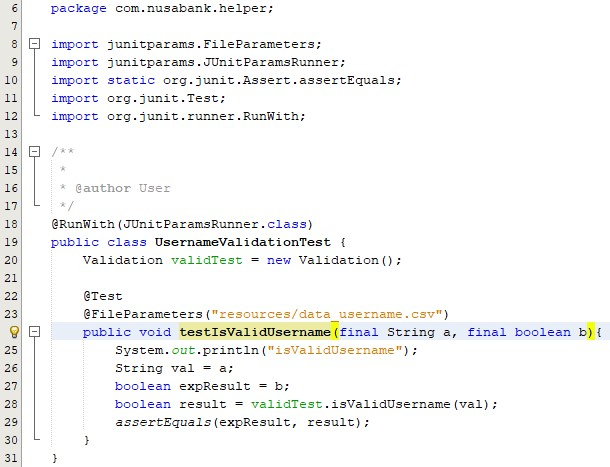 6 package com.nusabank.helper;
7
8 import junitparams.FileParameters;
9 import junitparams.JUnitParamsRunner;
10 import static org.junit.Assert.assertEquals;
11 import org.junit.Test;
12 import org.junit.runner.RunWith;
13
14 /**
15 *
16 * @author User
17 */
18 @RunWith(JUnitParamsRunner.class)
19 public class UsernameValidationTest {
20 Validation validTest = new Validation();
21
22 @Test
23 @FileParameters("resources/data_username.csv")
public void testIsValidUsername(final String a, final boolean b){
25 System.out.println("isValidUsername");
26 String val = a;
27 boolean expResult = b;
28 boolean result = validTest.isValidUsername(val);
29 assertEquals(expResult, result);
30 }
31 }